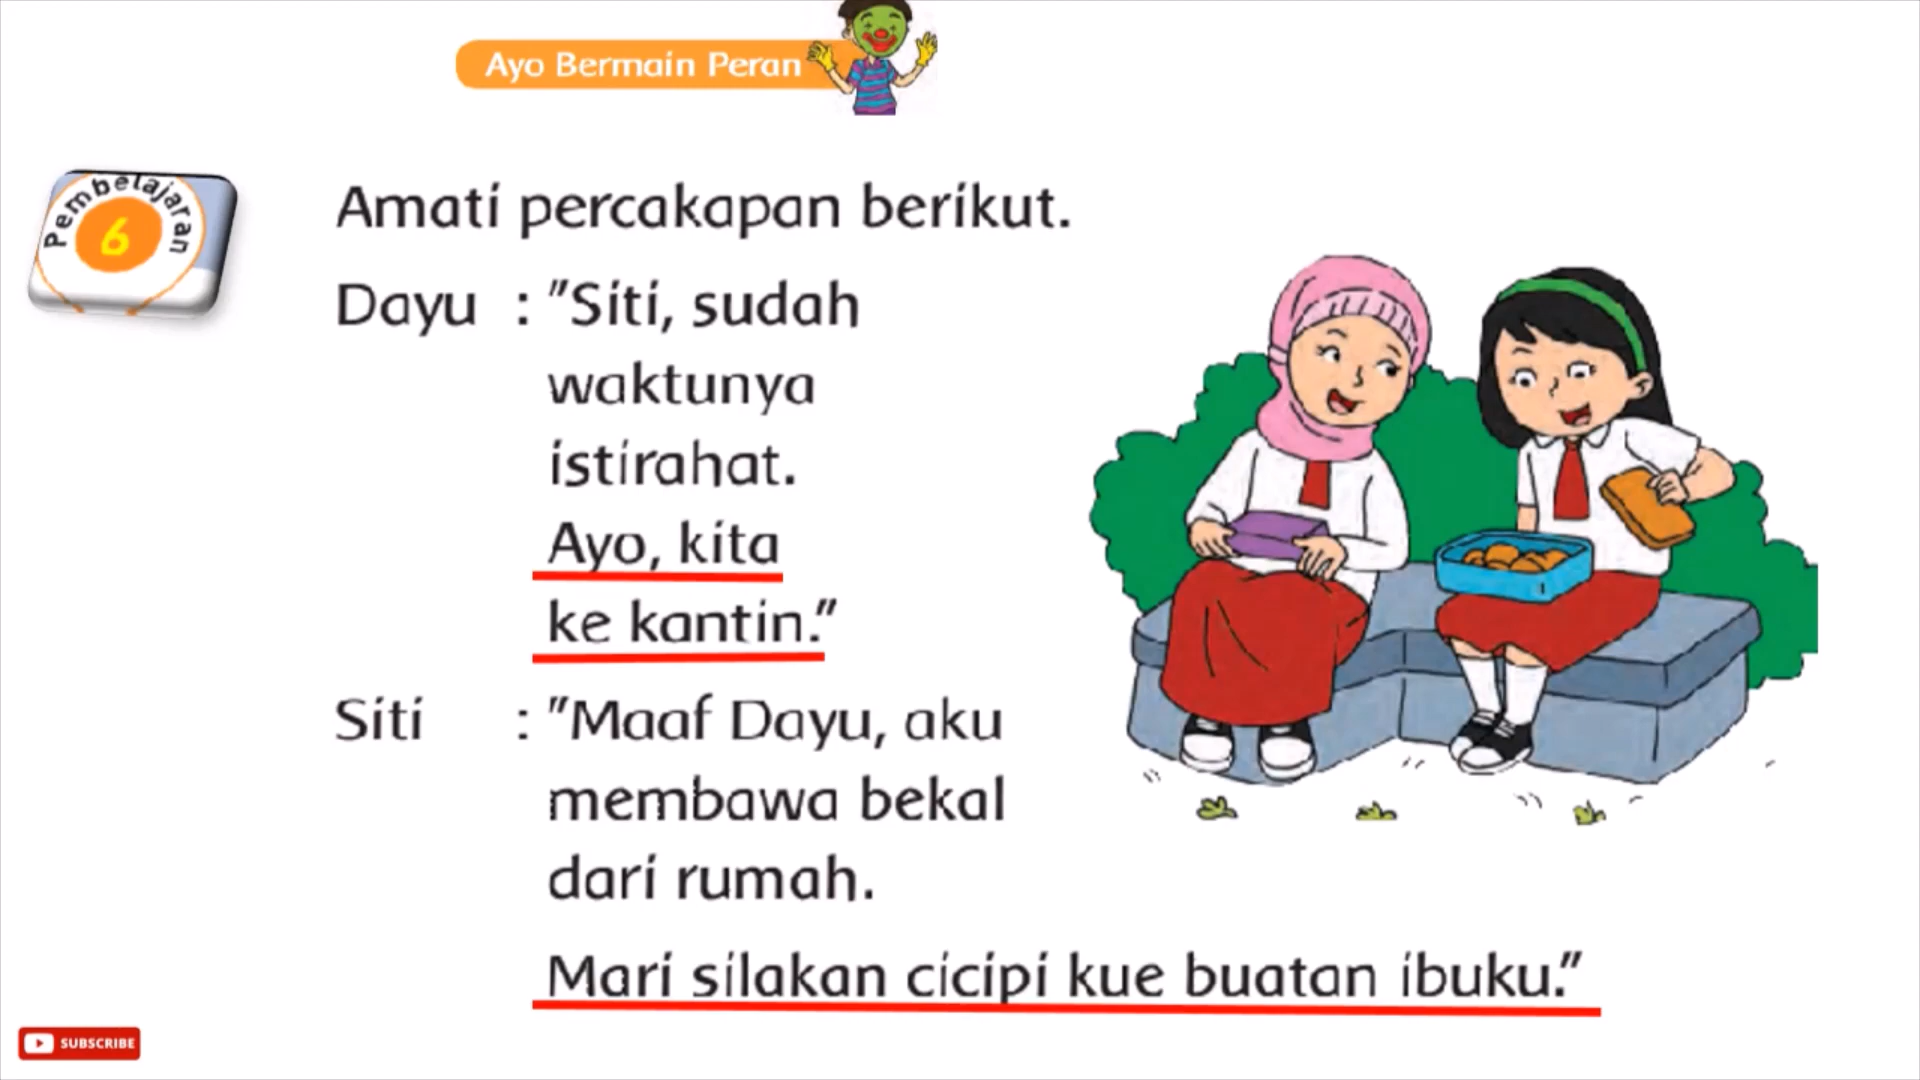 Ayo Bermain Peran
Pembelajaran
6
Amati percakapan berikut.
Dayu : "Siti, sudah
waktunya
istirahat.
Ayo, kita
ke kantin."
Siti : "Maaf Dayu, aku
membawa bekal
dari rumah.
Mari silakan cicipi kue buatan ibuku."
SUBSCRIBE